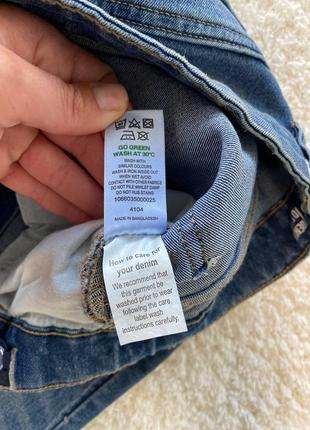 GO GREEN
WASH AT 30°C
WASH WITH
SIMILAR COLOURS
WASH & IRON INSIDE OUT
WHEN WET AVOID
CONTACT WITH OTHER FABRICS
DO NOT PILE WHILST DAMP
DO NOT RUB STAINS
1066035000025
4104
MADE IN BANGLADESH
How to care for
your denim
We recommend that
this garment be
washed prior to wear
following the care
label wash
instructions carefully.